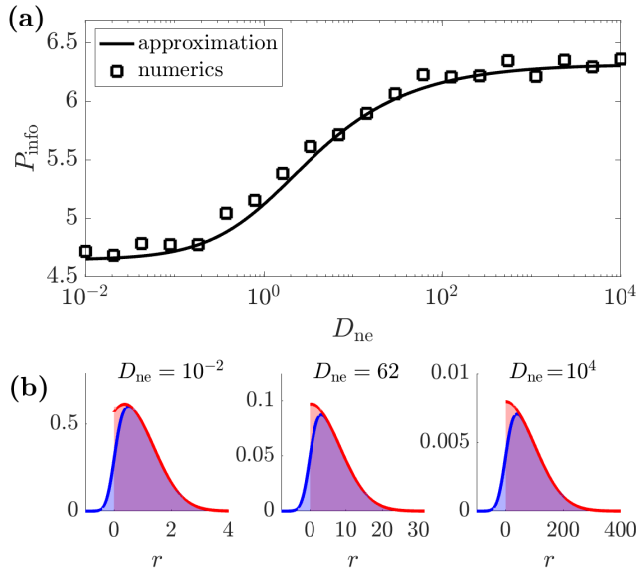 (a)
6.5
6
5.5
5
4.5
P_info
approximation
numerics
10^-2 10^0 10^2 10^4
D_ne
(b)
D_ne = 10^-2 D_ne = 62 D_ne = 10^4
0.5
0
0 2 4
r
0.1
0.05
0
0 10 20 30
r
0.01
0.005
0
0 200 400
r